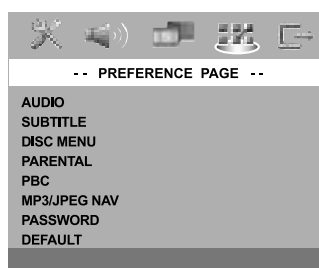 -- PREFERENCE PAGE --
AUDIO
SUBTITLE
DISC MENU
PARENTAL
PBC
MP3/JPEG NAV
PASSWORD
DEFAULT